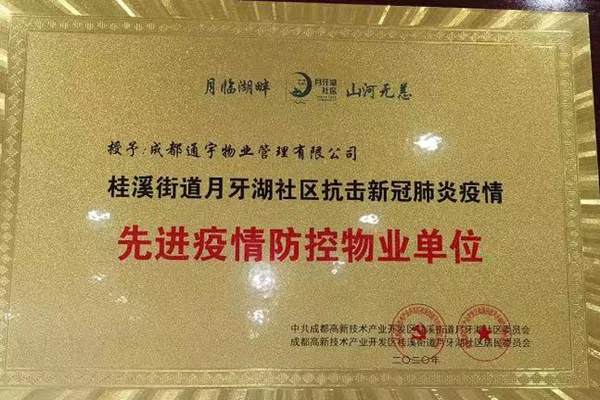 月临湖畔 月牙湖社区 山河无恙
授予:成都通宇物业管理有限公司
桂溪街道月牙湖社区抗击新冠肺炎疫情
先进疫情防控物业单位
中共成都高新技术产业开发区桂溪街道月牙湖社区委员会
成都高新技术产业开发区桂溪街道月牙湖社区居民委员会
二〇二〇年